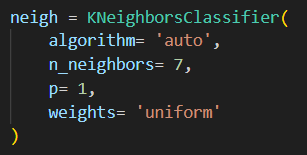 neigh = KNeighborsClassifier(
    algorithm= 'auto',
    n_neighbors= 7,
    p= 1,
    weights= 'uniform'
)